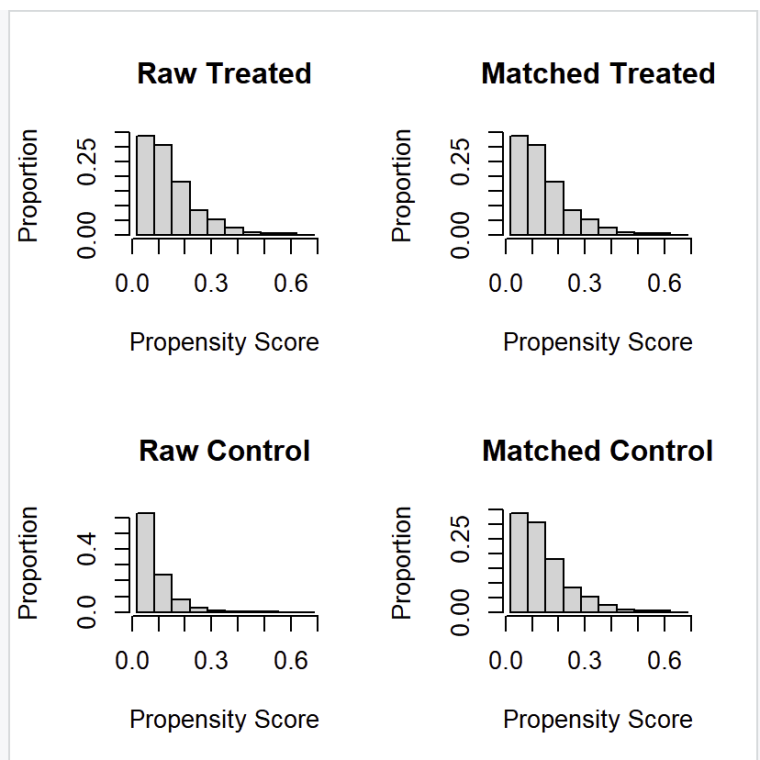 Raw Treated
Proportion
0.00 0.25
0.0 0.3 0.6
Propensity Score
Matched Treated
Proportion
0.00 0.25
0.0 0.3 0.6
Propensity Score
Raw Control
Proportion
0.0 0.4
0.0 0.3 0.6
Propensity Score
Matched Control
Proportion
0.00 0.25
0.0 0.3 0.6
Propensity Score